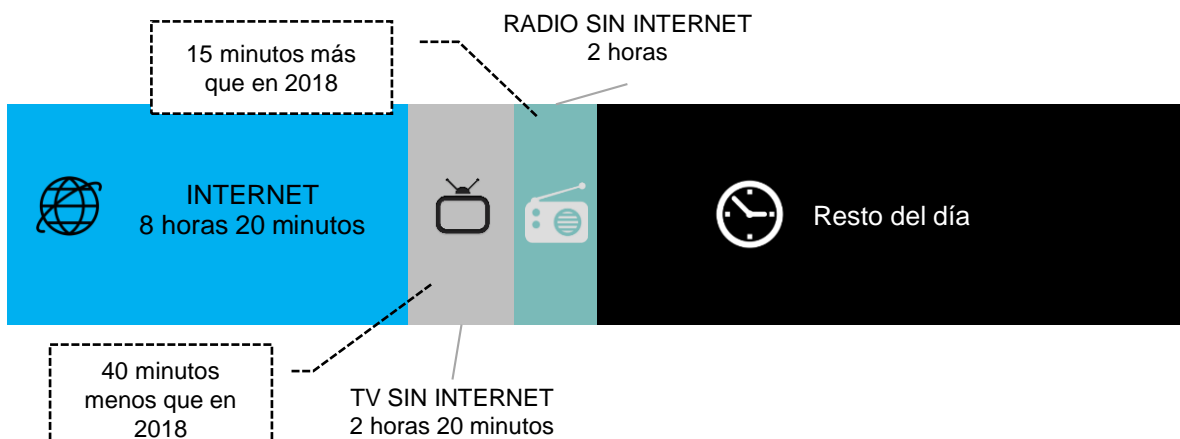 RADIO SIN INTERNET
2 horas
15 minutos más
que en 2018
INTERNET
8 horas 20 minutos
Resto del día
40 minutos
menos que en
2018
TV SIN INTERNET
2 horas 20 minutos